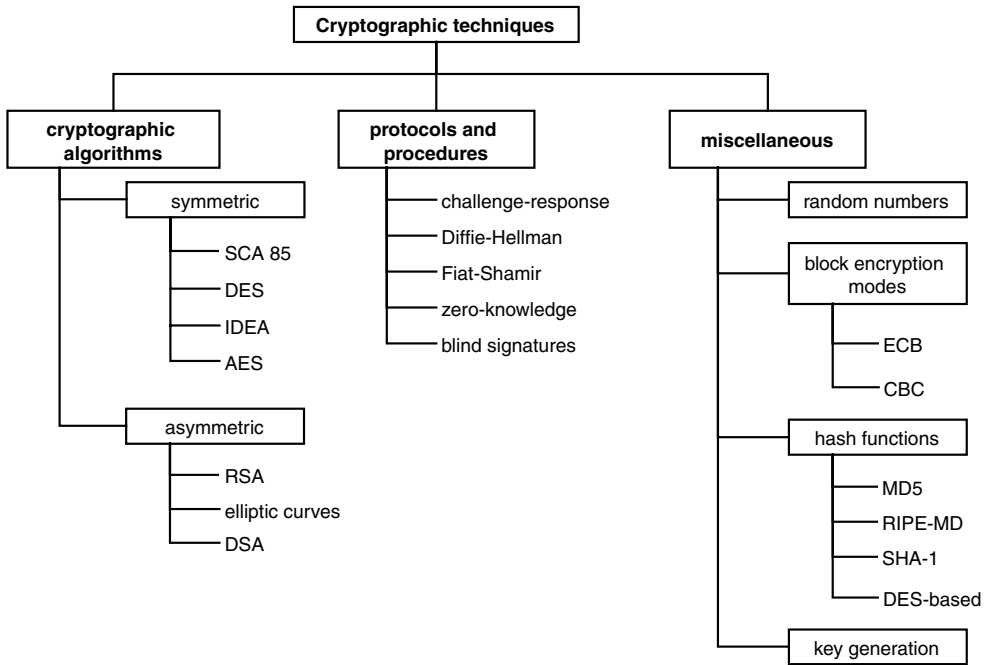 Cryptographic techniques
cryptographic
algorithms
symmetric
SCA 85
DES
IDEA
AES
asymmetric
RSA
elliptic curves
DSA
protocols and
procedures
challenge-response
Diffie-Hellman
Fiat-Shamir
zero-knowledge
blind signatures
miscellaneous
random numbers
block encryption
modes
ECB
CBC
hash functions
MD5
RIPE-MD
SHA-1
DES-based
key generation